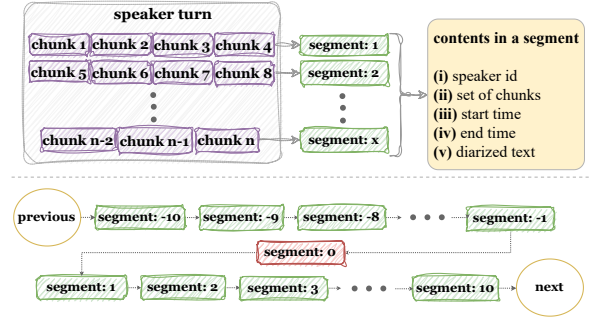 speaker turn
chunk 1 chunk 2 chunk 3 chunk 4 segment: 1
chunk 5 chunk 6 chunk 7 chunk 8 segment: 2
chunk n-2 chunk n-1 chunk n segment: x
contents in a segment
(i) speaker id
(ii) set of chunks
(iii) start time
(iv) end time
(v) diarized text
previous segment: -10 segment: -9 segment: -8 segment: -1
segment: 0
segment: 1 segment: 2 segment: 3 segment: 10 next